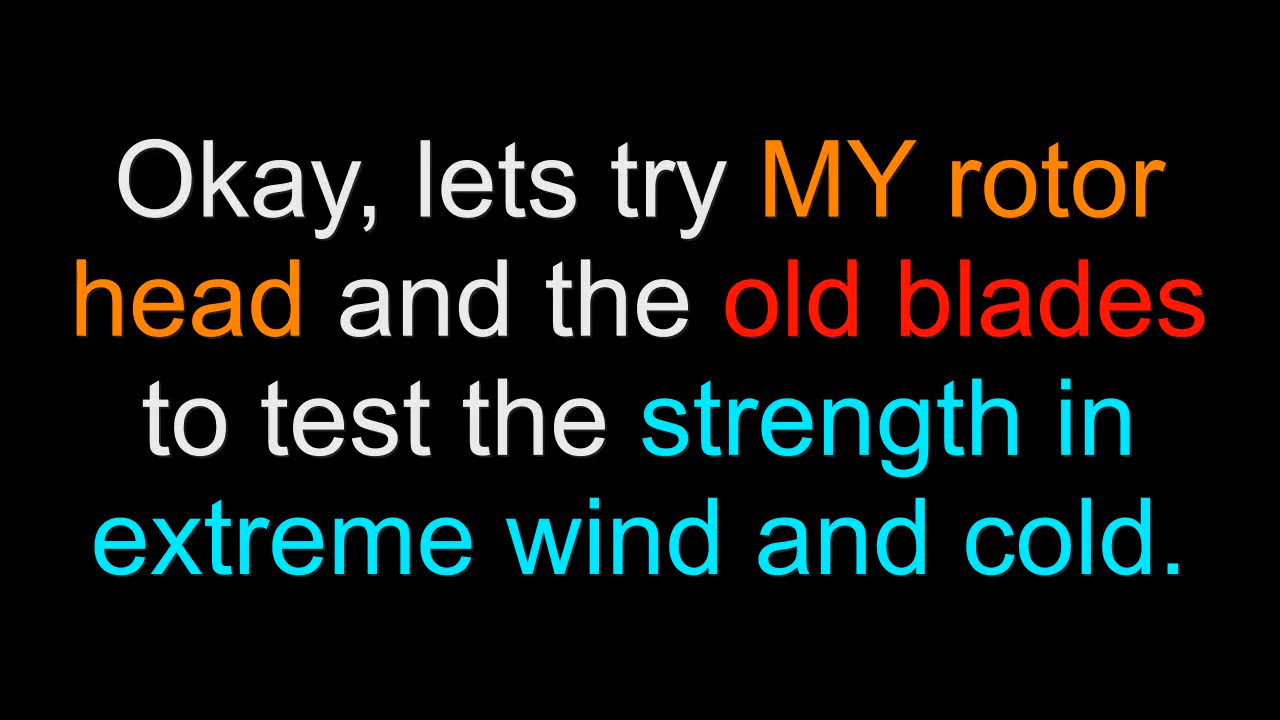 Okay, lets try MY rotor
head and the old blades
to test the strength in
extreme wind and cold.